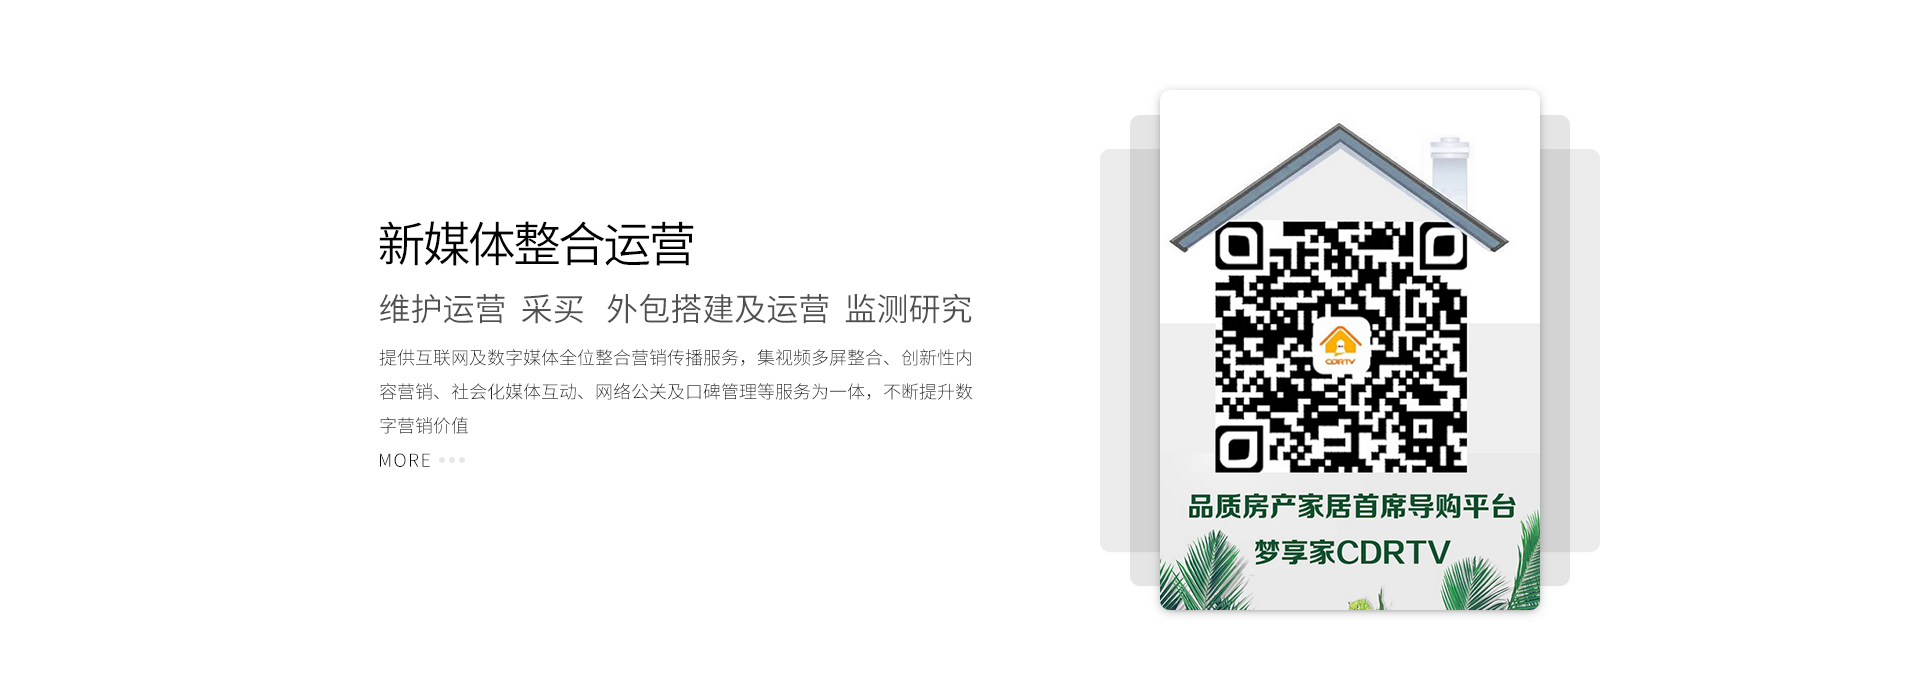 新媒体整合运营
维护运营 采买 外包搭建及运营 监测研究
提供互联网及数字媒体全位整合营销传播服务，集视频多屏整合、创新性内
容营销、社会化媒体互动、网络公关及口碑管理等服务为一体，不断提升数
字营销价值
MORE
CDRTV
品质房产家居首席导购平台
梦享家CDRTV